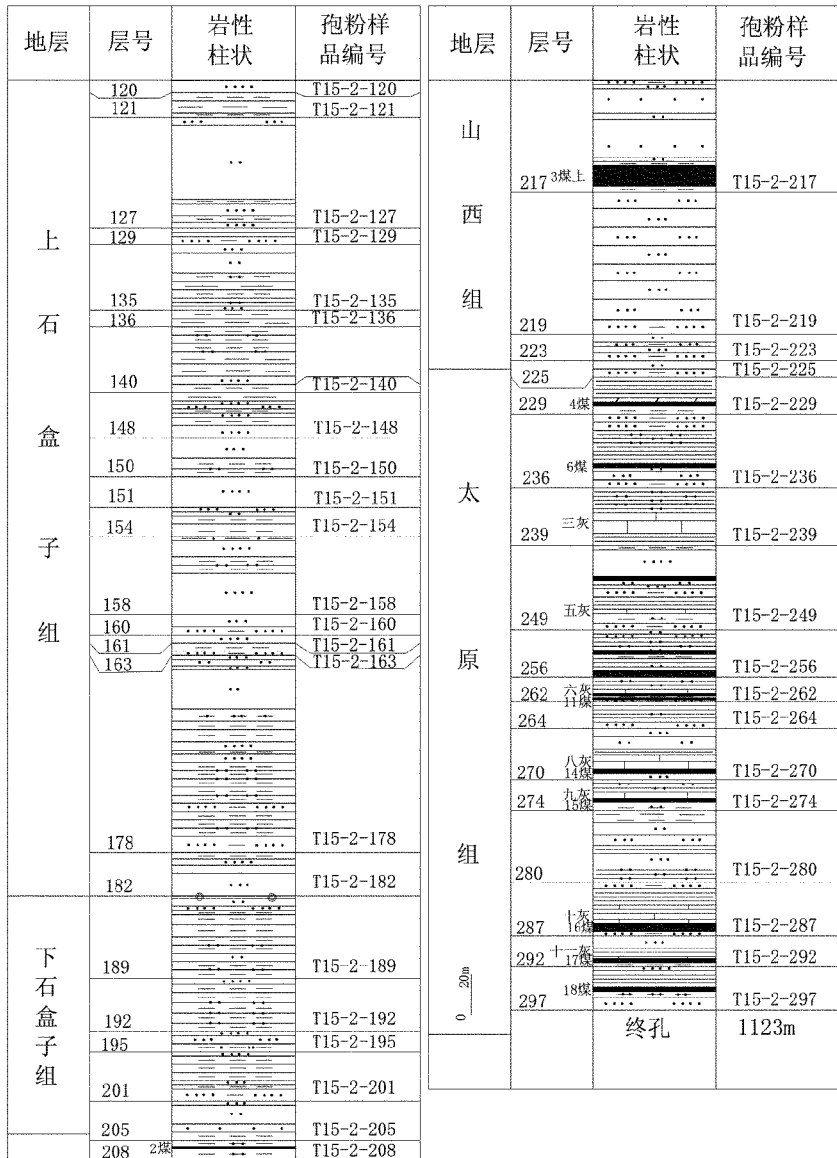 地层 层号 岩性柱状 孢粉样品编号
上石盒子组
120 T15-2-120
121 T15-2-121
127 T15-2-127
129 T15-2-129
135 T15-2-135
136 T15-2-136
140 T15-2-140
148 T15-2-148
150 T15-2-150
151 T15-2-151
154 T15-2-154
158 T15-2-158
160 T15-2-160
161 T15-2-161
163 T15-2-163
178 T15-2-178
182 T15-2-182
下石盒子组
189 T15-2-189
192 T15-2-192
195 T15-2-195
201 T15-2-201
205 T15-2-205
208 2煤 T15-2-208
地层 层号 岩性柱状 孢粉样品编号
山西组
217 3煤上 T15-2-217
219 T15-2-219
223 T15-2-223
太原组
225 T15-2-225
229 4煤 T15-2-229
236 6煤 T15-2-236
239 三灰 T15-2-239
249 五灰 T15-2-249
256 T15-2-256
262 六灰 11煤 T15-2-262
264 T15-2-264
270 八灰 14煤 T15-2-270
274 九灰 15煤 T15-2-274
280 T15-2-280
287 十灰 16煤 T15-2-287
292 十一灰 17煤 T15-2-292
297 18煤 T15-2-297
0 20m
终孔 1123m